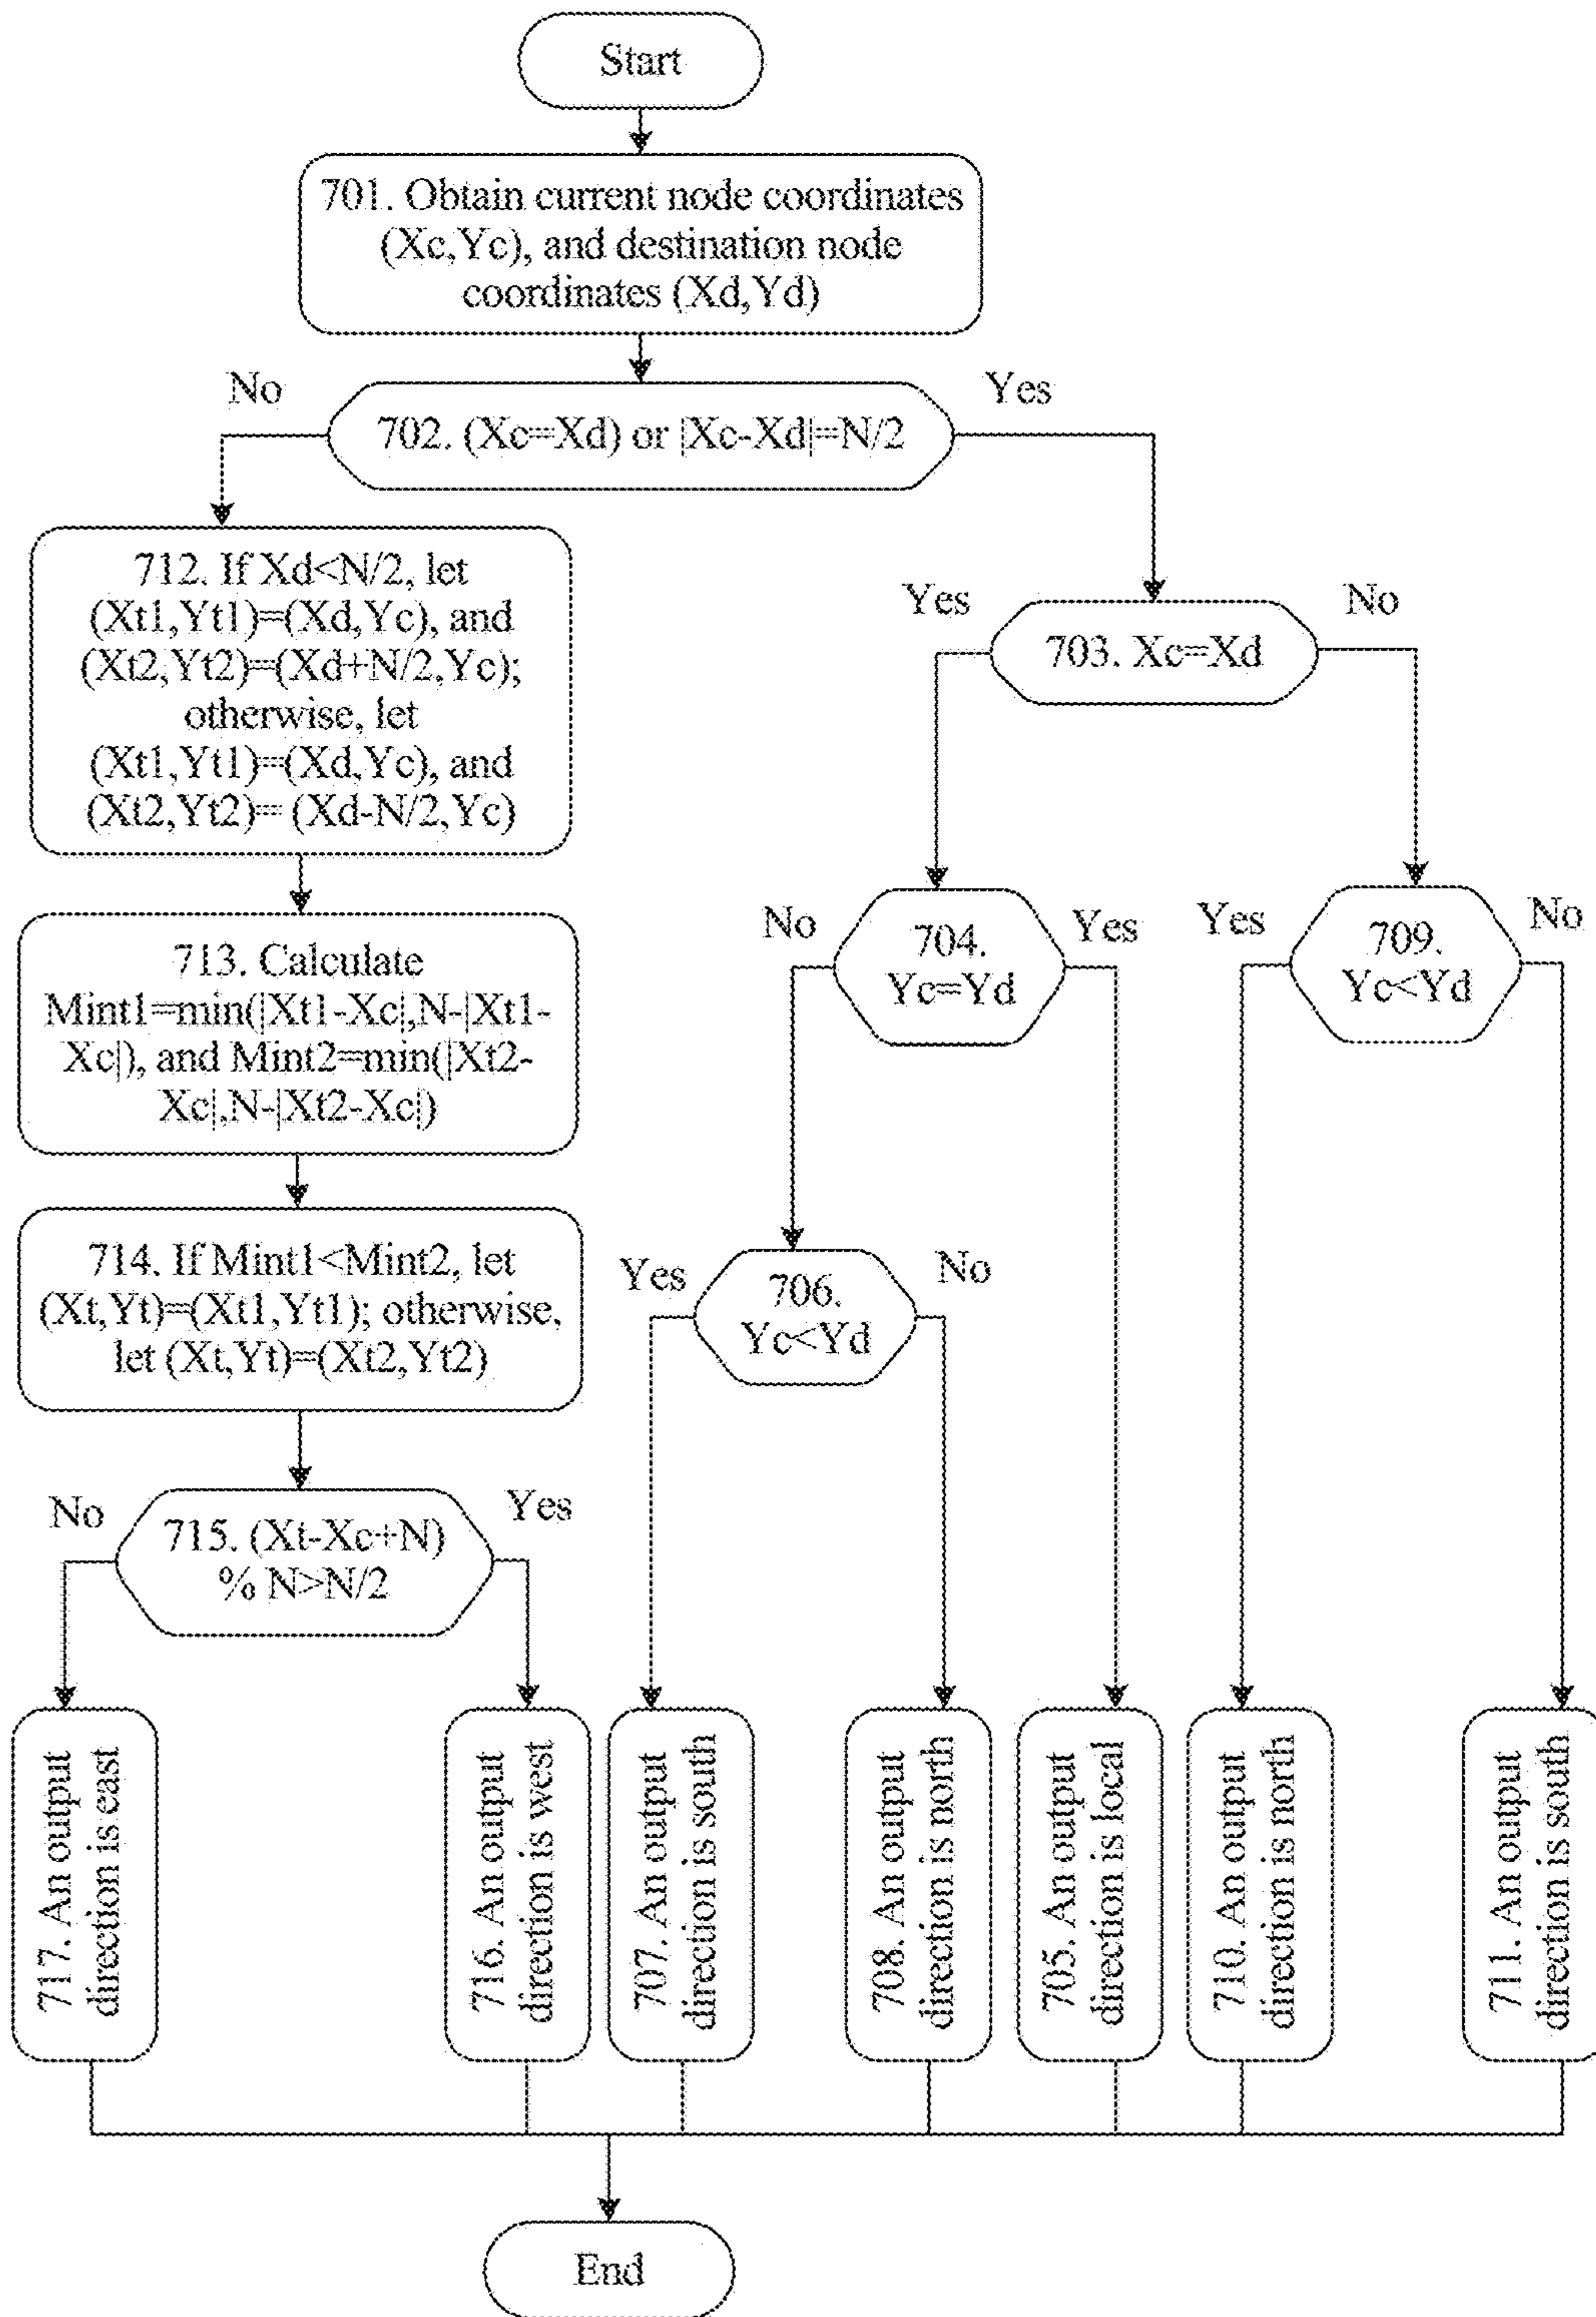 Start
701. Obtain current node coordinates
(Xc,Yc), and destination node
coordinates (Xd,Yd)
No
Yes
702. (Xc=Xd) or |Xc-Xd|=N/2
712. If Xd<N/2, let
(Xt1,Yt1)=(Xd,Yc), and
(Xt2,Yt2)=(Xd+N/2,Yc);
otherwise, let
(Xt1,Yt1)=(Xd,Yc), and
(Xt2,Yt2)= (Xd-N/2,Yc)
Yes
No
703. Xc=Xd
713. Calculate
Mint1=min(|Xt1-Xc|,N-|Xt1-
Xc|), and Mint2=min(|Xt2-
Xc|,N-|Xt2-Xc|)
No
704.
Yc=Yd
Yes
Yes
709.
Yc<Yd
No
714. If Mint1<Mint2, let
(Xt,Yt)=(Xt1,Yt1); otherwise,
let (Xt,Yt)=(Xt2,Yt2)
Yes
706.
Yc<Yd
No
No
715. (Xt-Xc+N)
% N>N/2
Yes
717. An output
direction is east
716. An output
direction is west
707. An output
direction is south
708. An output
direction is north
705. An output
direction is local
710. An output
direction is north
711. An output
direction is south
End